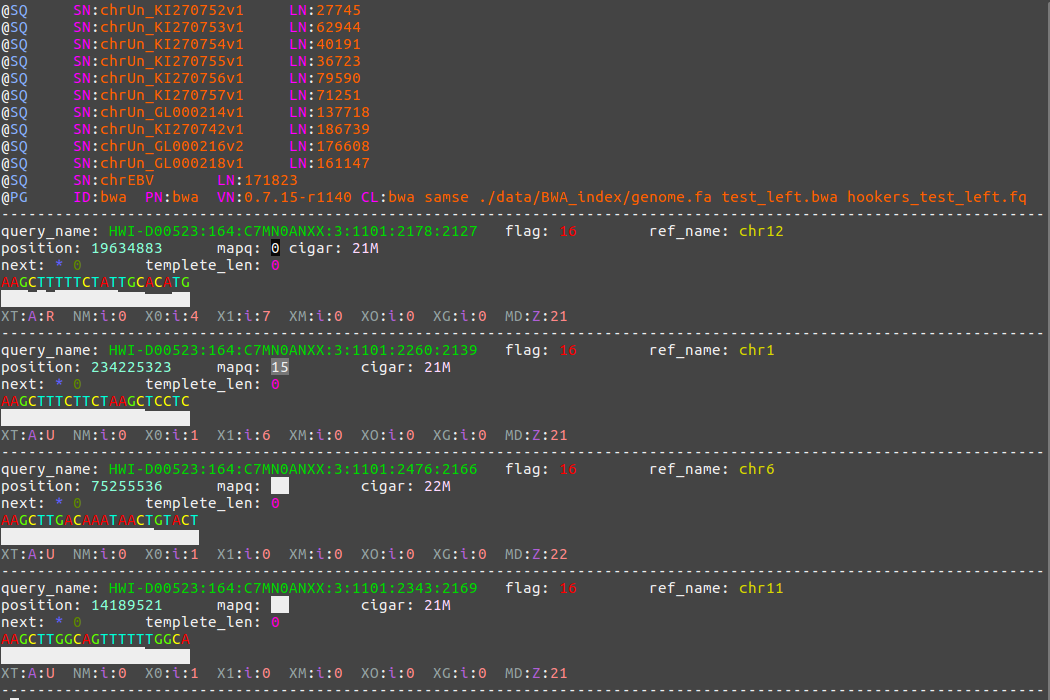 @SQ SN:chrUn_KI270752v1 LN:27745
@SQ SN:chrUn_KI270753v1 LN:62944
@SQ SN:chrUn_KI270754v1 LN:40191
@SQ SN:chrUn_KI270755v1 LN:36723
@SQ SN:chrUn_KI270756v1 LN:79590
@SQ SN:chrUn_KI270757v1 LN:71251
@SQ SN:chrUn_GL000214v1 LN:137718
@SQ SN:chrUn_KI270742v1 LN:186739
@SQ SN:chrUn_GL000216v2 LN:176608
@SQ SN:chrUn_GL000218v1 LN:161147
@SQ SN:chrEBV LN:171823
@PG ID:bwa PN:bwa VN:0.7.15-r1140 CL:bwa samse ./data/BWA_index/genome.fa test_left.bwa hookers_test_left.fq
query_name: HWI-D00523:164:C7MN0ANXX:3:1101:2178:2127 flag: 16 ref_name: chr12
position: 19634883 mapq: 0 cigar: 21M
next: * 0 templete_len: 0
AAGCTTTTTCTATTGCACATG
XT:A:R NM:i:0 X0:i:4 X1:i:7 XM:i:0 XO:i:0 XG:i:0 MD:Z:21
query_name: HWI-D00523:164:C7MN0ANXX:3:1101:2260:2139 flag: 16 ref_name: chr1
position: 234225323 mapq: 15 cigar: 21M
next: * 0 templete_len: 0
AAGCTTTCTTCTAAGCTCCTC
XT:A:U NM:i:0 X0:i:1 X1:i:6 XM:i:0 XO:i:0 XG:i:0 MD:Z:21
query_name: HWI-D00523:164:C7MN0ANXX:3:1101:2476:2166 flag: 16 ref_name: chr6
position: 75255536 mapq: cigar: 22M
next: * 0 templete_len: 0
AAGCTTGACAAATAACTGTACT
XT:A:U NM:i:0 X0:i:1 X1:i:0 XM:i:0 XO:i:0 XG:i:0 MD:Z:22
query_name: HWI-D00523:164:C7MN0ANXX:3:1101:2343:2169 flag: 16 ref_name: chr11
position: 14189521 mapq: cigar: 21M
next: * 0 templete_len: 0
AAGCTTGGCAGTTTTTTGGCA
XT:A:U NM:i:0 X0:i:1 X1:i:0 XM:i:0 XO:i:0 XG:i:0 MD:Z:21